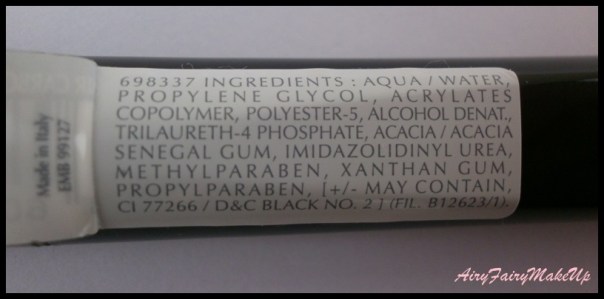 698337 INGREDIENTS : AQUA / WATER,
PROPYLENE GLYCOL, ACRYLATES
COPOLYMER, POLYESTER-5, ALCOHOL DENAT.,
TRILAURETH-4 PHOSPHATE, ACACIA / ACACIA
SENEGAL GUM, IMIDAZOLIDINYL UREA,
METHYLPARABEN, XANTHAN GUM,
PROPYLPARABEN, [+/- MAY CONTAIN,
CI 77266 / D&C BLACK NO. 2 ] (FIL. B12623/1).
Made in Italy
EMB 99127
AiryFairyMakeUp